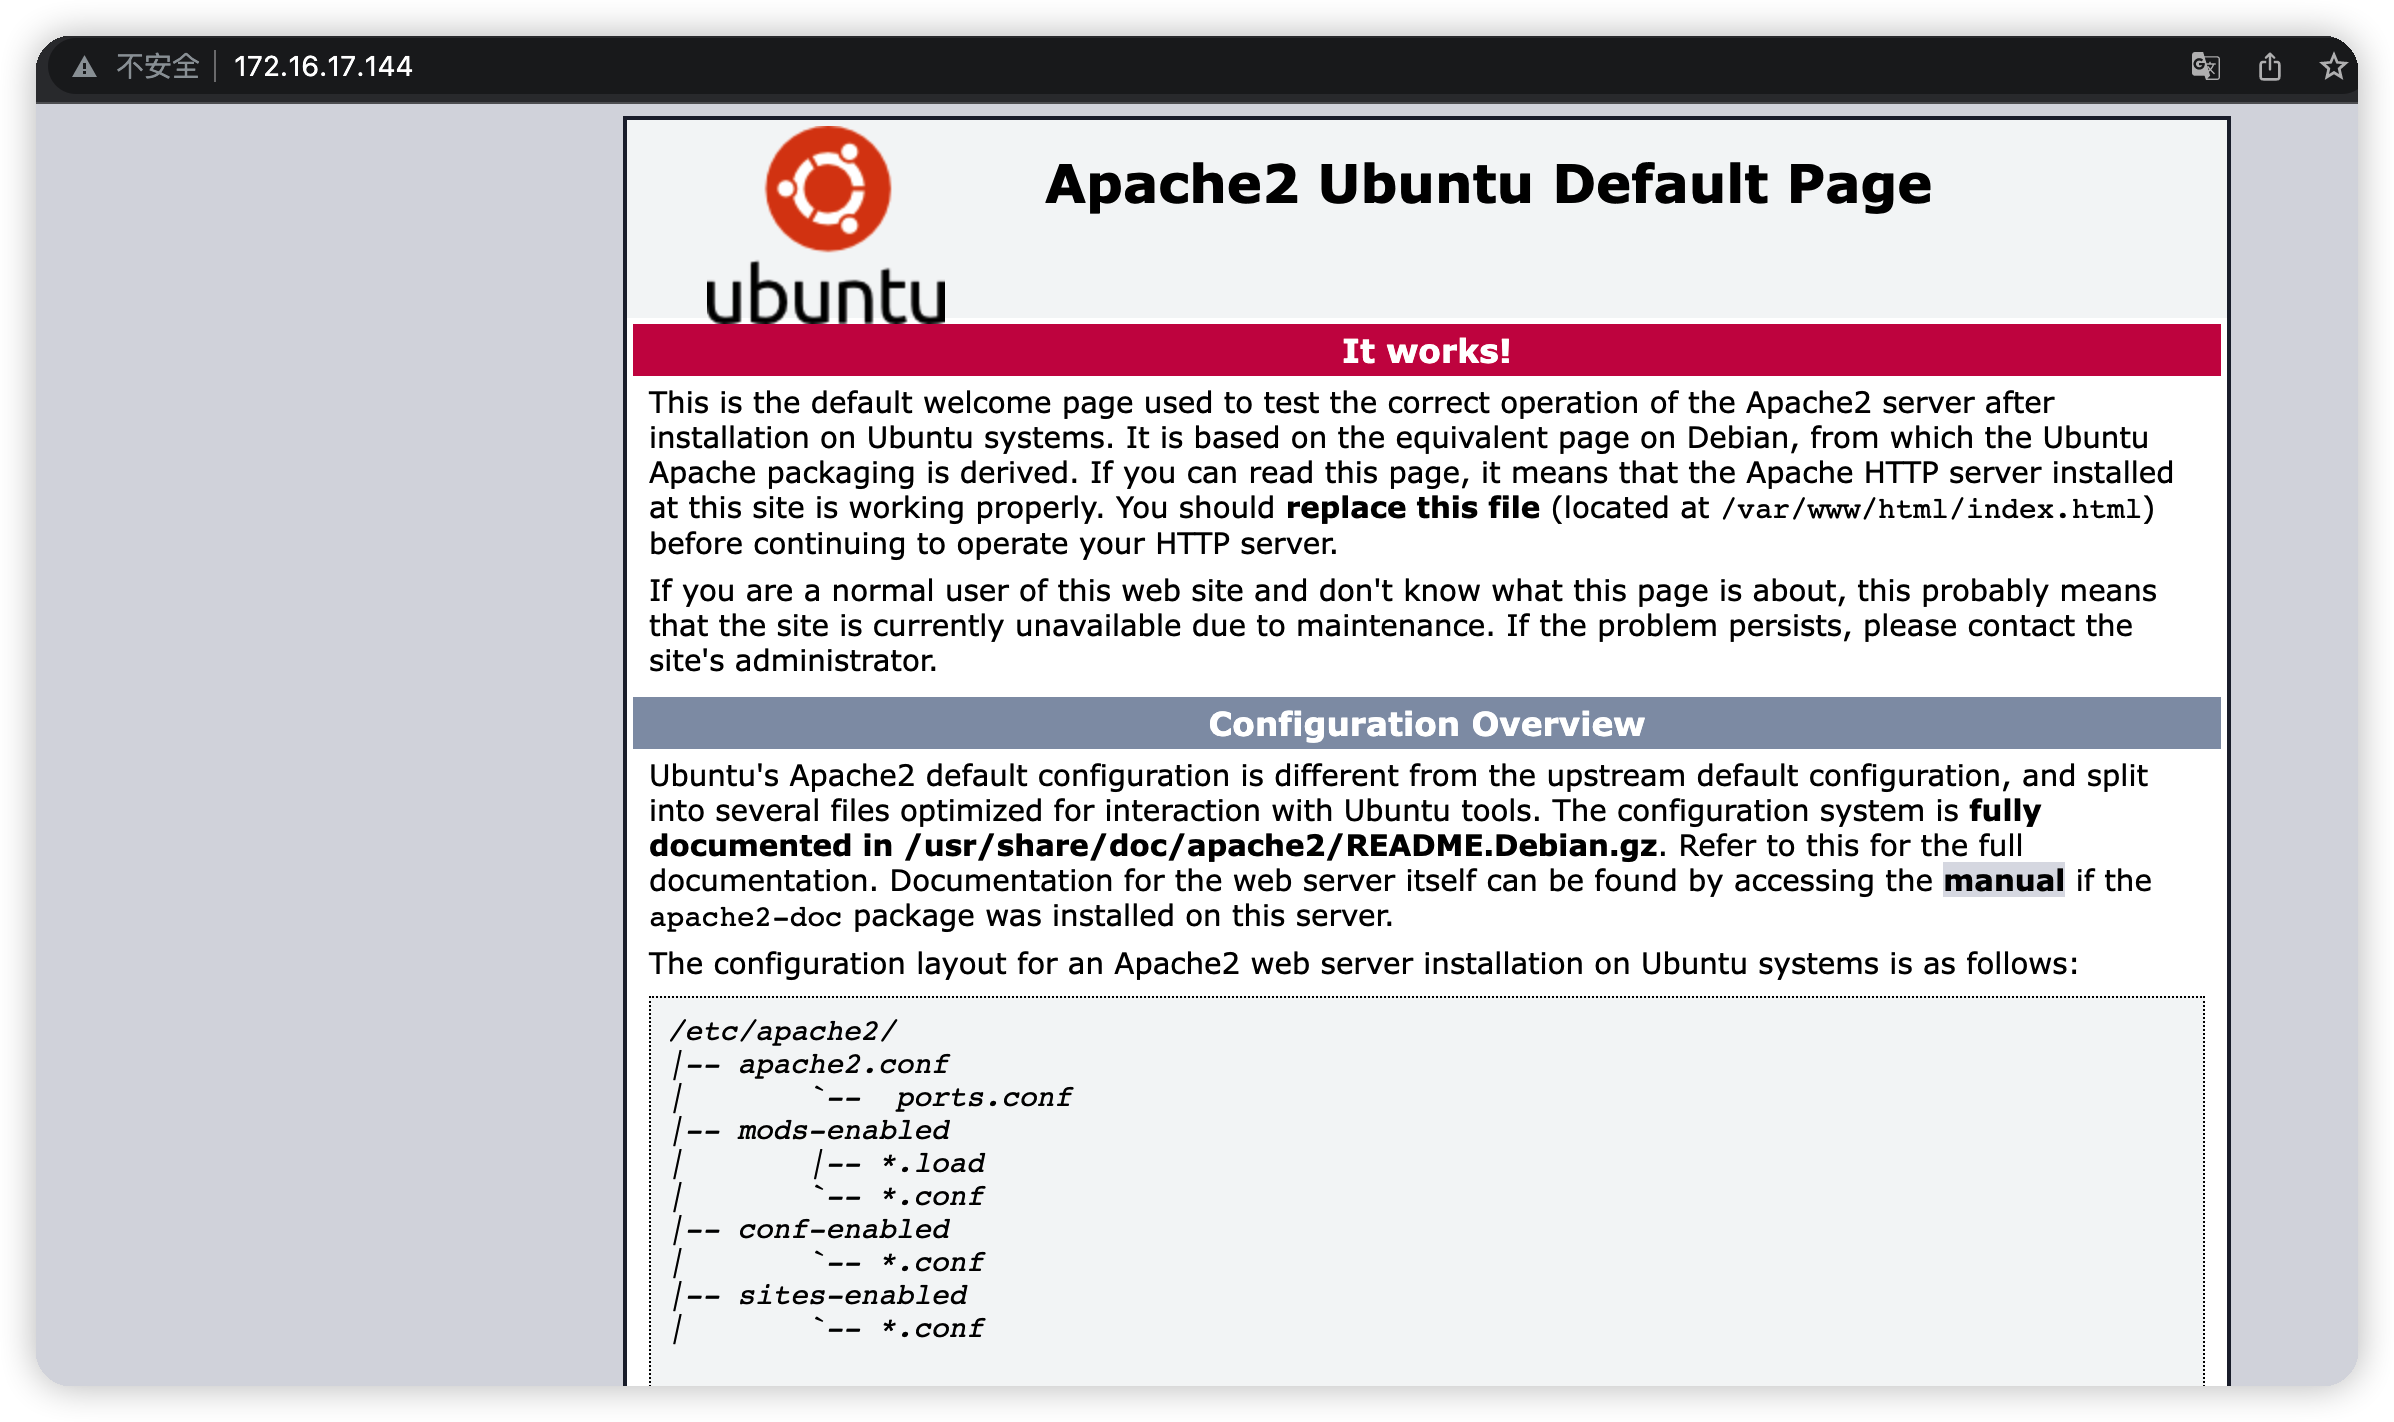 不安全 172.16.17.144
ubuntu
Apache2 Ubuntu Default Page
It works!
This is the default welcome page used to test the correct operation of the Apache2 server after
installation on Ubuntu systems. It is based on the equivalent page on Debian, from which the Ubuntu
Apache packaging is derived. If you can read this page, it means that the Apache HTTP server installed
at this site is working properly. You should replace this file (located at /var/www/html/index.html)
before continuing to operate your HTTP server.
If you are a normal user of this web site and don't know what this page is about, this probably means
that the site is currently unavailable due to maintenance. If the problem persists, please contact the
site's administrator.
Configuration Overview
Ubuntu's Apache2 default configuration is different from the upstream default configuration, and split
into several files optimized for interaction with Ubuntu tools. The configuration system is fully
documented in /usr/share/doc/apache2/README.Debian.gz. Refer to this for the full
documentation. Documentation for the web server itself can be found by accessing the manual if the
apache2-doc package was installed on this server.
The configuration layout for an Apache2 web server installation on Ubuntu systems is as follows:
/etc/apache2/
|-- apache2.conf
|       `--  ports.conf
|-- mods-enabled
|       |-- *.load
|       `-- *.conf
|-- conf-enabled
|       `-- *.conf
|-- sites-enabled
|       `-- *.conf